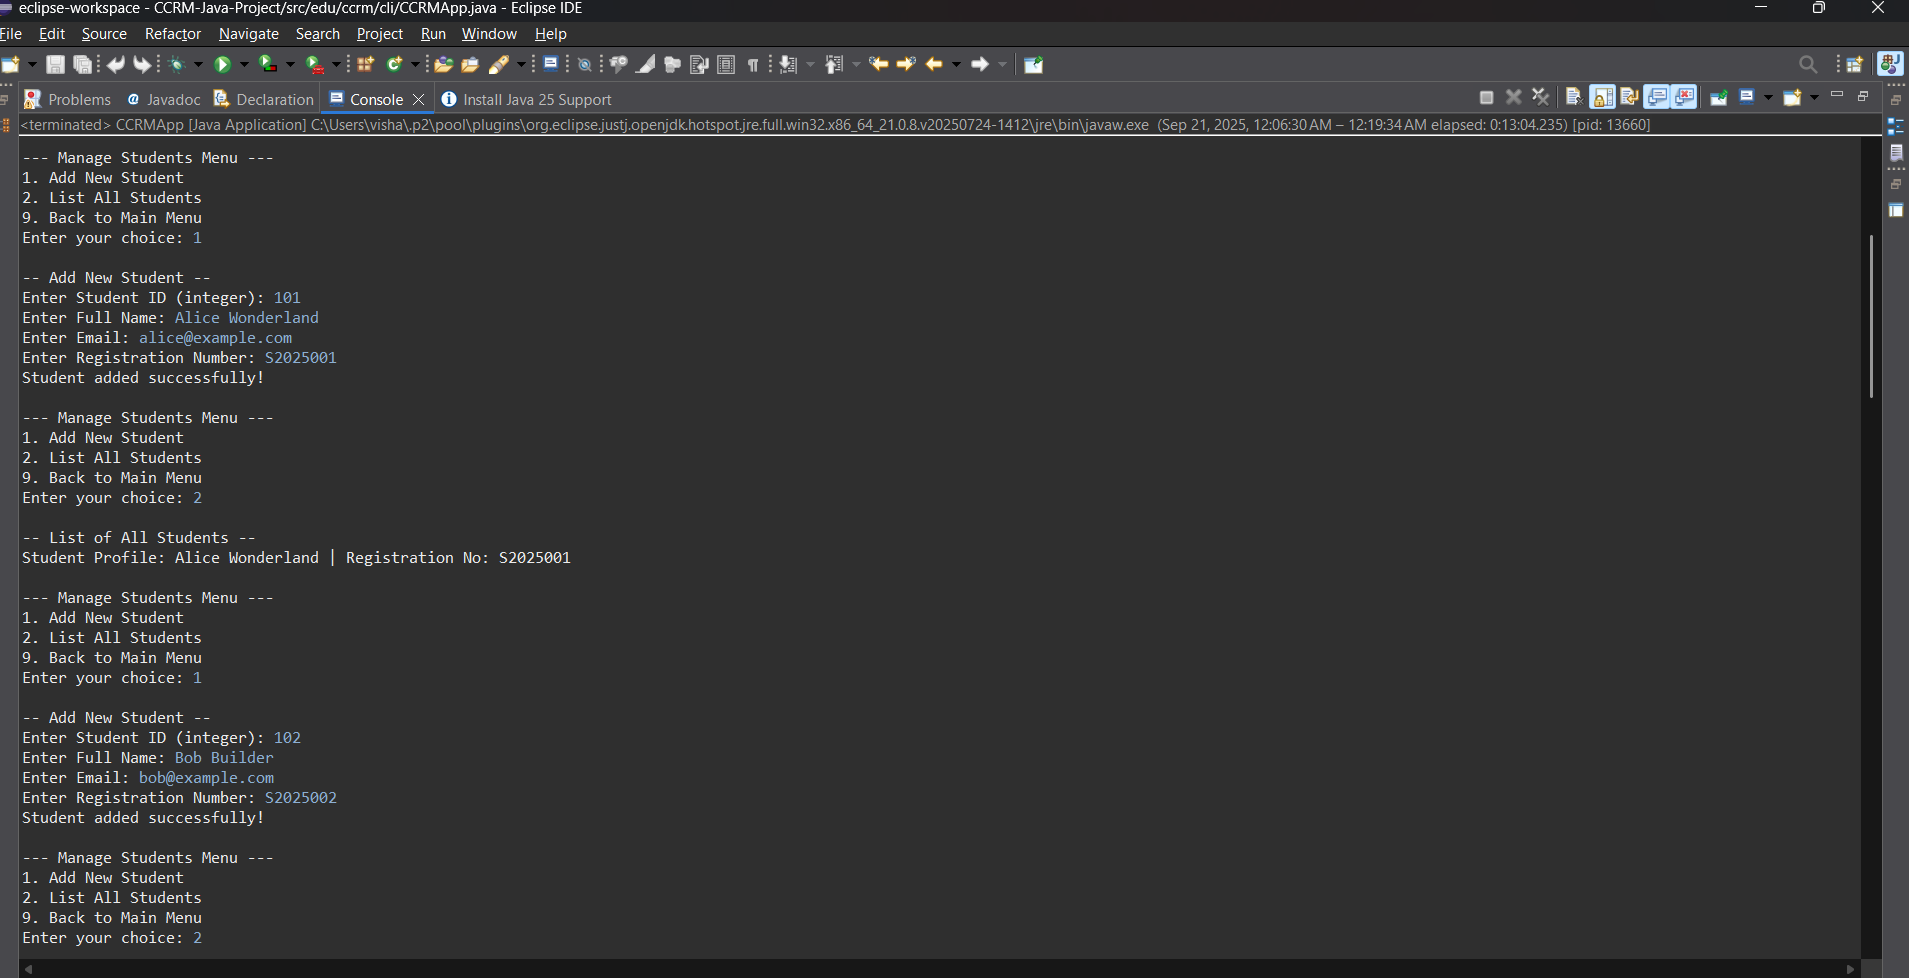 eclipse-workspace - CCRM-Java-Project/src/edu/ccrm/cli/CCRMApp.java - Eclipse IDE
File Edit Source Refactor Navigate Search Project Run Window Help
Problems Javadoc Declaration Console Install Java 25 Support
<terminated> CCRMApp [Java Application] C:\Users\visha\.p2\pool\plugins\org.eclipse.justj.openjdk.hotspot.jre.full.win32.x86_64_21.0.8.v20250724-1412\jre\bin\javaw.exe (Sep 21, 2025, 12:06:30 AM – 12:19:34 AM elapsed: 0:13:04.235) [pid: 13660]
--- Manage Students Menu ---
1. Add New Student
2. List All Students
9. Back to Main Menu
Enter your choice: 1
-- Add New Student --
Enter Student ID (integer): 101
Enter Full Name: Alice Wonderland
Enter Email: alice@example.com
Enter Registration Number: S2025001
Student added successfully!
--- Manage Students Menu ---
1. Add New Student
2. List All Students
9. Back to Main Menu
Enter your choice: 2
-- List of All Students --
Student Profile: Alice Wonderland | Registration No: S2025001
--- Manage Students Menu ---
1. Add New Student
2. List All Students
9. Back to Main Menu
Enter your choice: 1
-- Add New Student --
Enter Student ID (integer): 102
Enter Full Name: Bob Builder
Enter Email: bob@example.com
Enter Registration Number: S2025002
Student added successfully!
--- Manage Students Menu ---
1. Add New Student
2. List All Students
9. Back to Main Menu
Enter your choice: 2